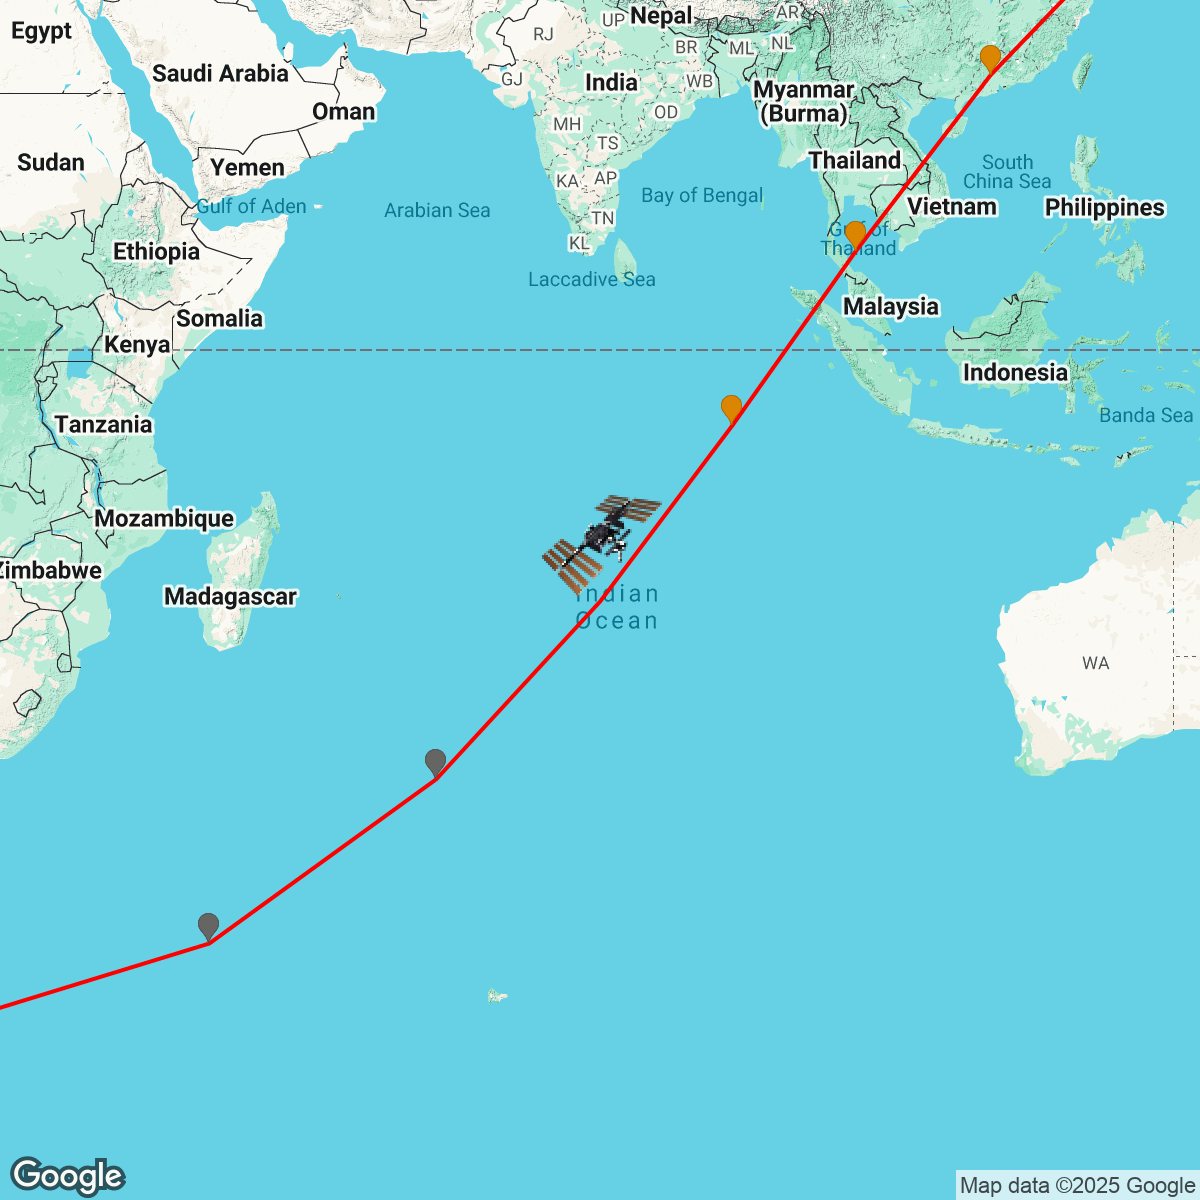 Egypt
Nepal
UP
AR
RJ
BR
ML
NL
Saudi Arabia
GJ
India
WB
Myanmar
(Burma)
Oman
OD
MH
TS
Sudan
Yemen
Thailand
South
China Sea
KA
AP
Gulf of Aden
Arabian Sea
Bay of Bengal
Vietnam
Philippines
TN
KL
Gulf of
Thailand
Ethiopia
Laccadive Sea
Malaysia
Somalia
Kenya
Indonesia
Tanzania
Banda Sea
Mozambique
Zimbabwe
Madagascar
Indian
Ocean
WA
Google
Map data ©2025 Google